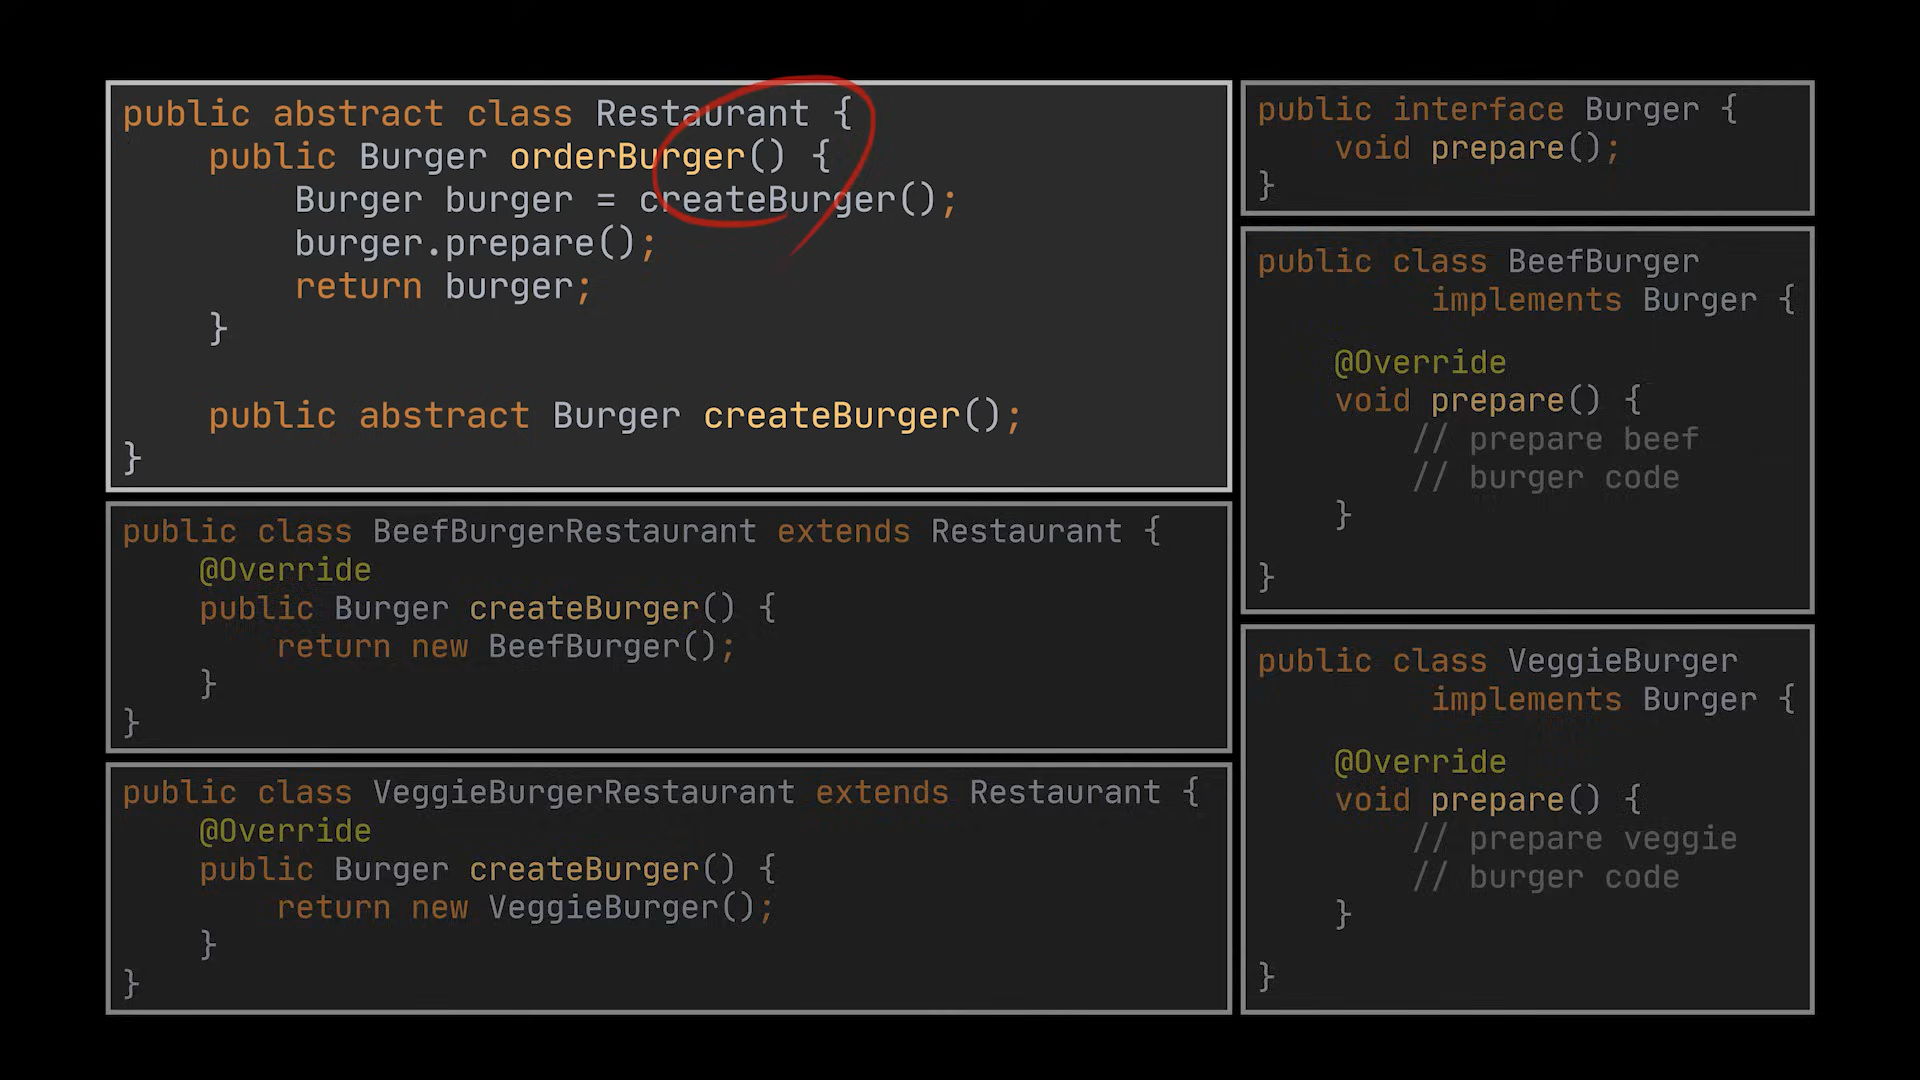 public abstract class Restaurant {
    public Burger orderBurger() {
        Burger burger = createBurger();
        burger.prepare();
        return burger;
    }
    public abstract Burger createBurger();
}
public class BeefBurgerRestaurant extends Restaurant {
    @Override
    public Burger createBurger() {
        return new BeefBurger();
    }
}
public class VeggieBurgerRestaurant extends Restaurant {
    @Override
    public Burger createBurger() {
        return new VeggieBurger();
    }
}
public interface Burger {
    void prepare();
}
public class BeefBurger
         implements Burger {
    @Override
    void prepare() {
        // prepare beef
        // burger code
    }
}
public class VeggieBurger
         implements Burger {
    @Override
    void prepare() {
        // prepare veggie
        // burger code
    }
}